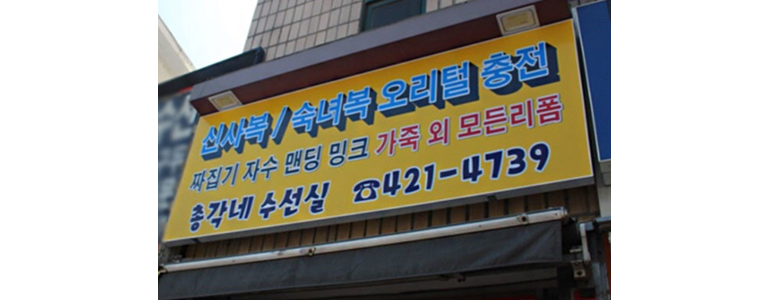 신사복 / 숙녀복 오리털 충전
짜집기 자수 맨딩 밍크 가죽 외 모든리폼
총각네 수선실 ☎421-4739